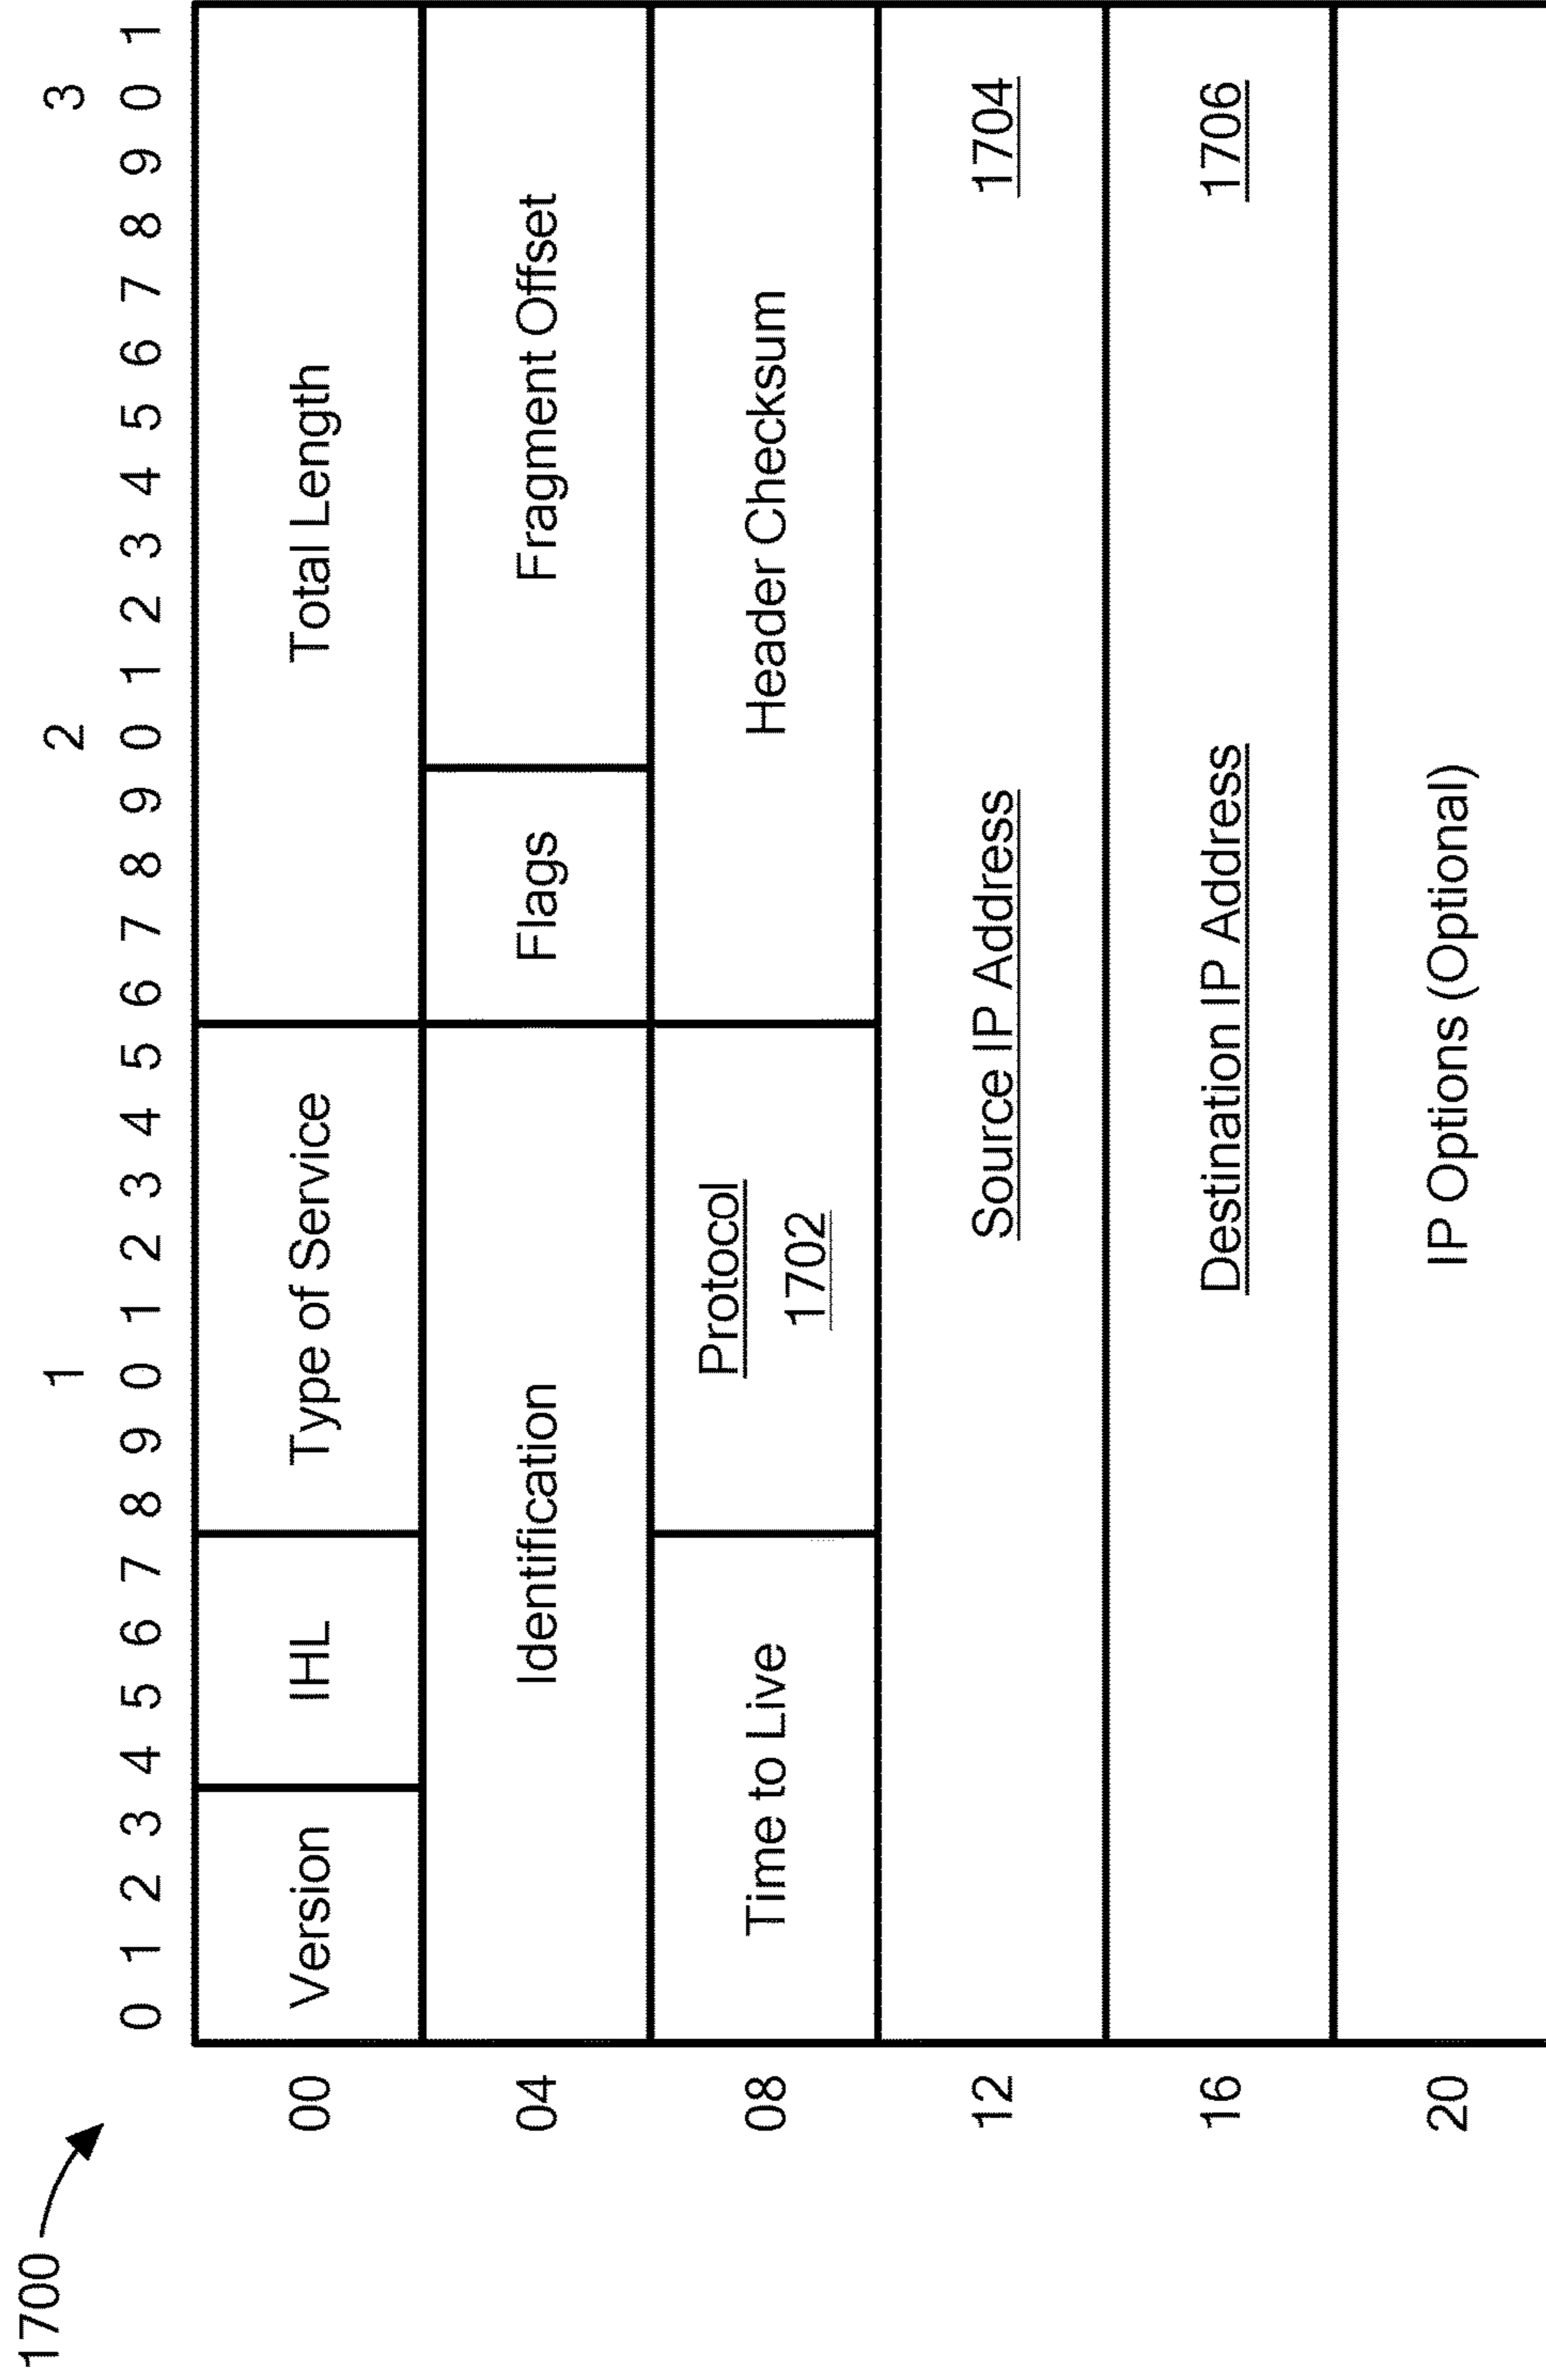 1700
1 2 3
0 1 2 3 4 5 6 7 8 9 0 1 2 3 4 5 6 7 8 9 0 1 2 3 4 5 6 7 8 9 0 1
00 Version IHL Type of Service Total Length
04 Identification Flags Fragment Offset
08 Time to Live Protocol 1702 Header Checksum
12 Source IP Address 1704
16 Destination IP Address 1706
20 IP Options (Optional)